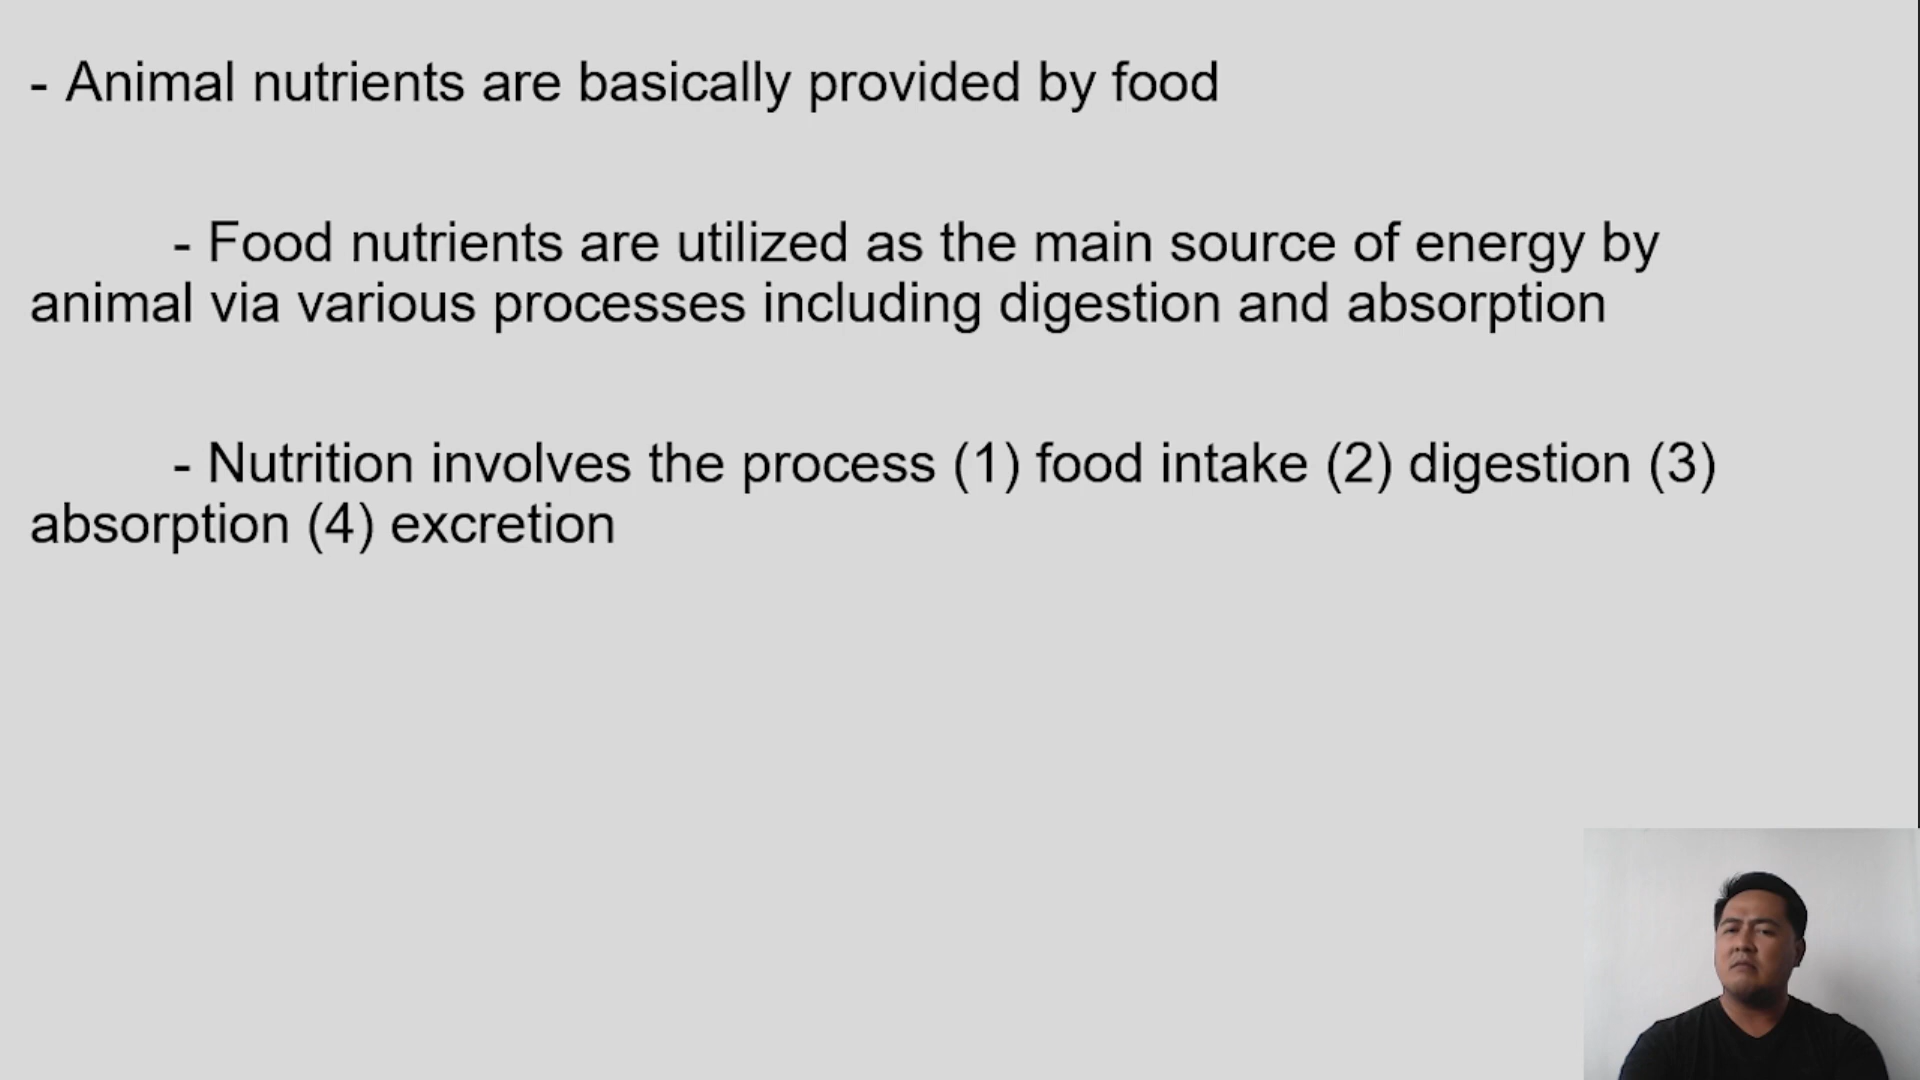 - Animal nutrients are basically provided by food
- Food nutrients are utilized as the main source of energy by
animal via various processes including digestion and absorption
- Nutrition involves the process (1) food intake (2) digestion (3)
absorption (4) excretion